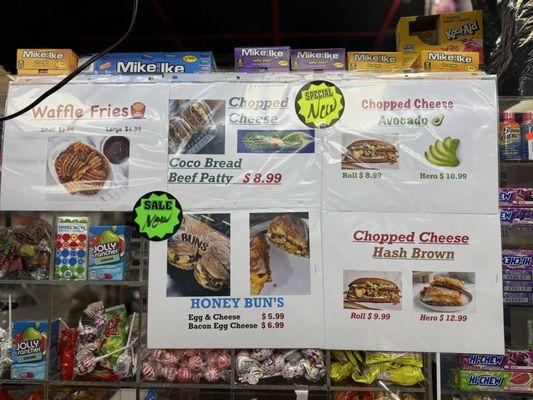 Mike and Ike
Mike and Ike
Mike and Ike
Mike and Ike
Mike and Ike
Mike and Ike
Kool-Aid
Waffle Fries
Small $3.99 Large $6.99
Chopped
Cheese
SPECIAL
New
Coco Bread
Beef Patty $ 8.99
Chopped Cheese
Avocado
Roll $ 8.99 Hero $ 10.99
SALE
New
BUNS
HONEY BUN'S
Egg & Cheese $ 5.99
Bacon Egg Cheese $ 6.99
Chopped Cheese
Hash Brown
Roll $ 9.99 Hero $ 12.99
JOLLY
RANCHER
JOLLY
RANCHER
HI-CHEW
HI-CHEW